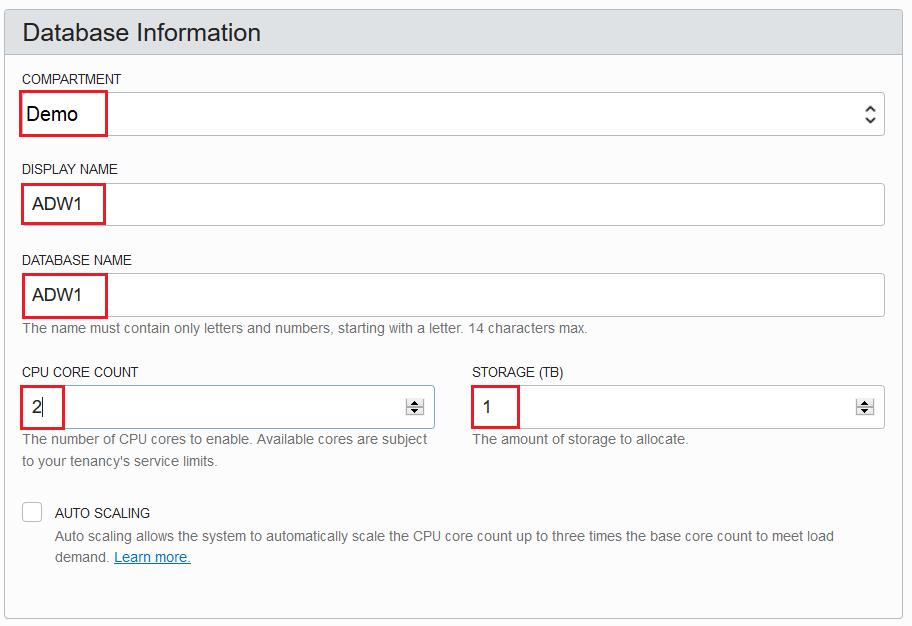 Database Information
COMPARTMENT
Demo
DISPLAY NAME
ADW1
DATABASE NAME
ADW1
The name must contain only letters and numbers, starting with a letter. 14 characters max.
CPU CORE COUNT
2
The number of CPU cores to enable. Available cores are subject
to your tenancy's service limits.
STORAGE (TB)
1
The amount of storage to allocate.
AUTO SCALING
Auto scaling allows the system to automatically scale the CPU core count up to three times the base core count to meet load
demand. Learn more.